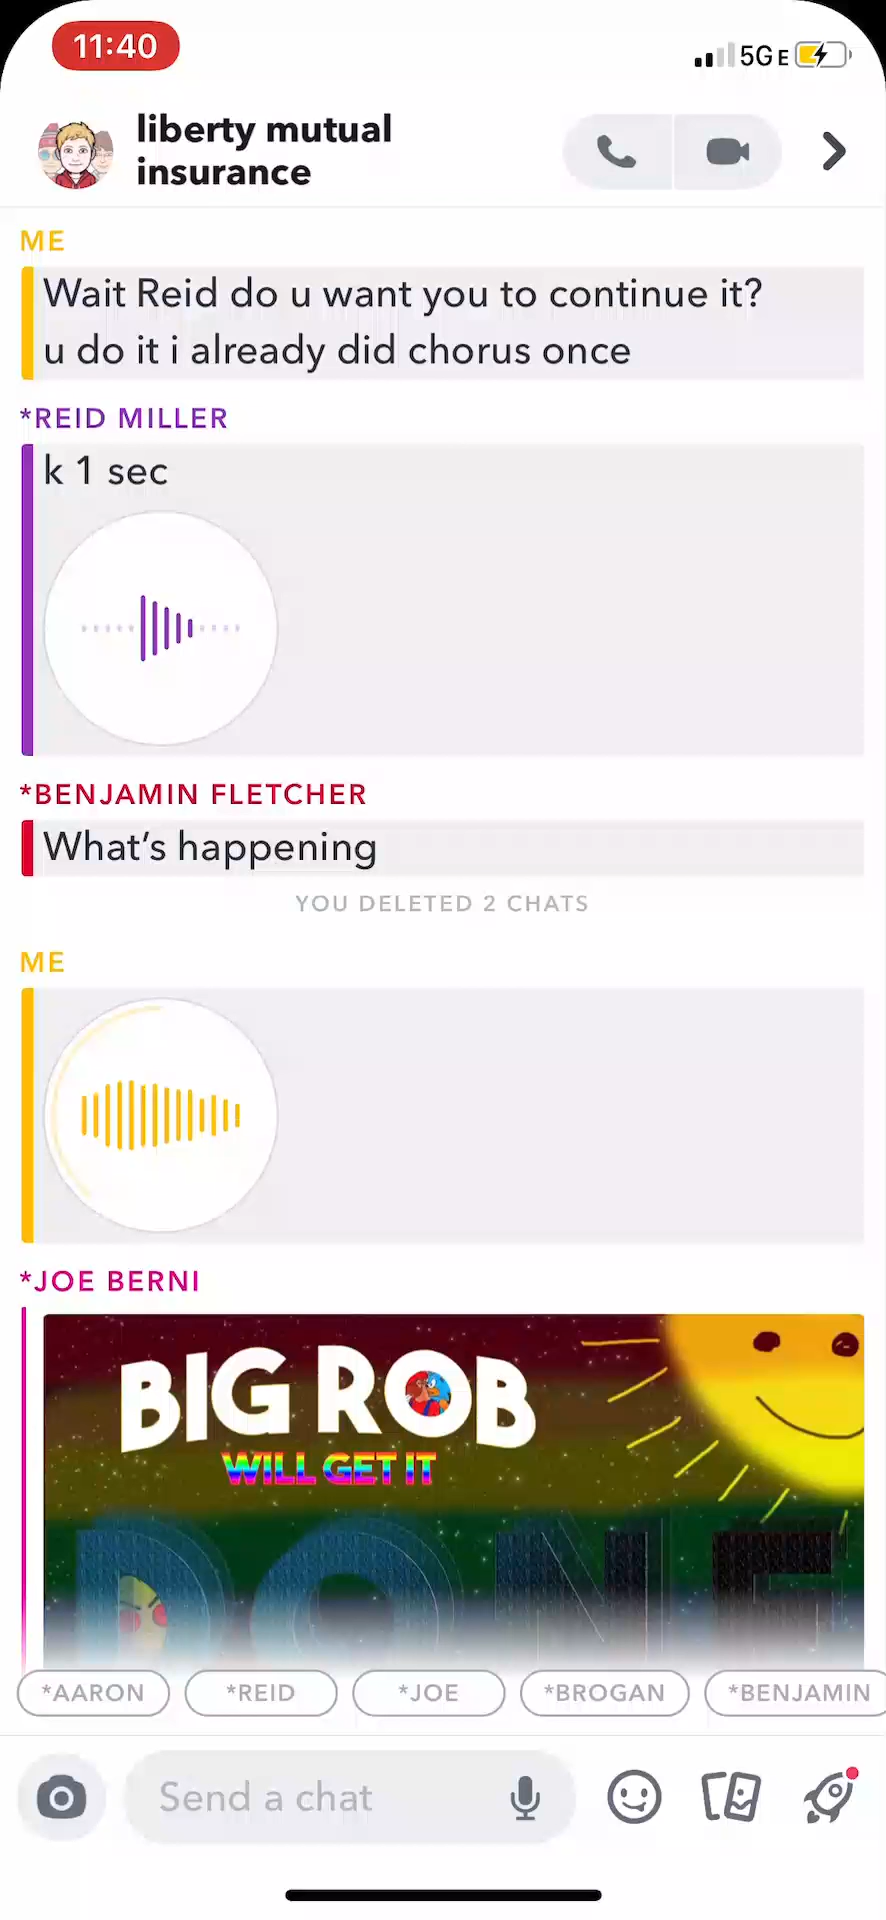 11:40
5G E
liberty mutual
insurance
ME
Wait Reid do u want you to continue it?
u do it i already did chorus once
*REID MILLER
k 1 sec
*BENJAMIN FLETCHER
What’s happening
YOU DELETED 2 CHATS
ME
*JOE BERNI
BIG ROB
WILL GET IT
DONE
*AARON
*REID
*JOE
*BROGAN
*BENJAMIN
Send a chat